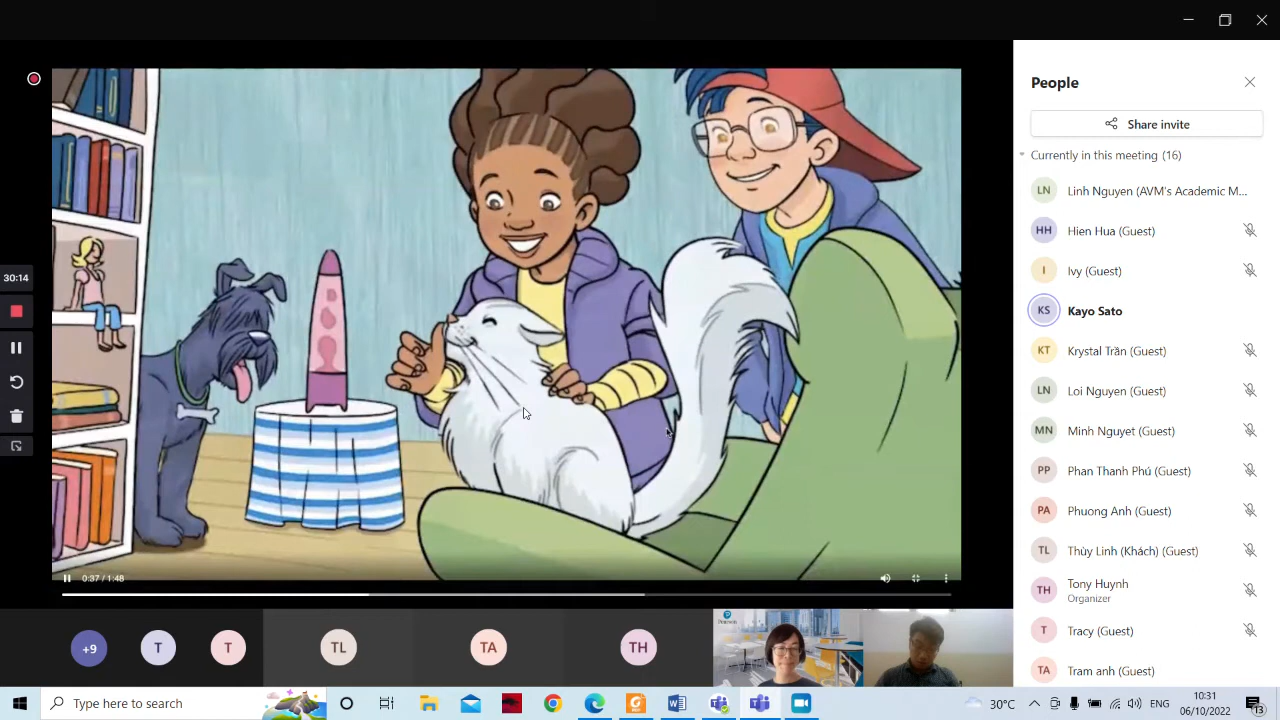 People
Share invite
30:14
Currently in this meeting (16)
LN Linh Nguyen (AVM's Academic M...
HH Hien Hua (Guest)
I Ivy (Guest)
KS Kayo Sato
KT Krystal Trần (Guest)
LN Loi Nguyen (Guest)
MN Minh Nguyet (Guest)
PP Phan Thanh Phú (Guest)
PA Phuong Anh (Guest)
TL Thùy Linh (Khách) (Guest)
TH Tony Huynh
Organizer
T Tracy (Guest)
TA Tram anh (Guest)
0:37 / 1:48
+9 T T TL TA TH
Pearson
Type here to search
30°C ENG
10:31
06/10/2022
13